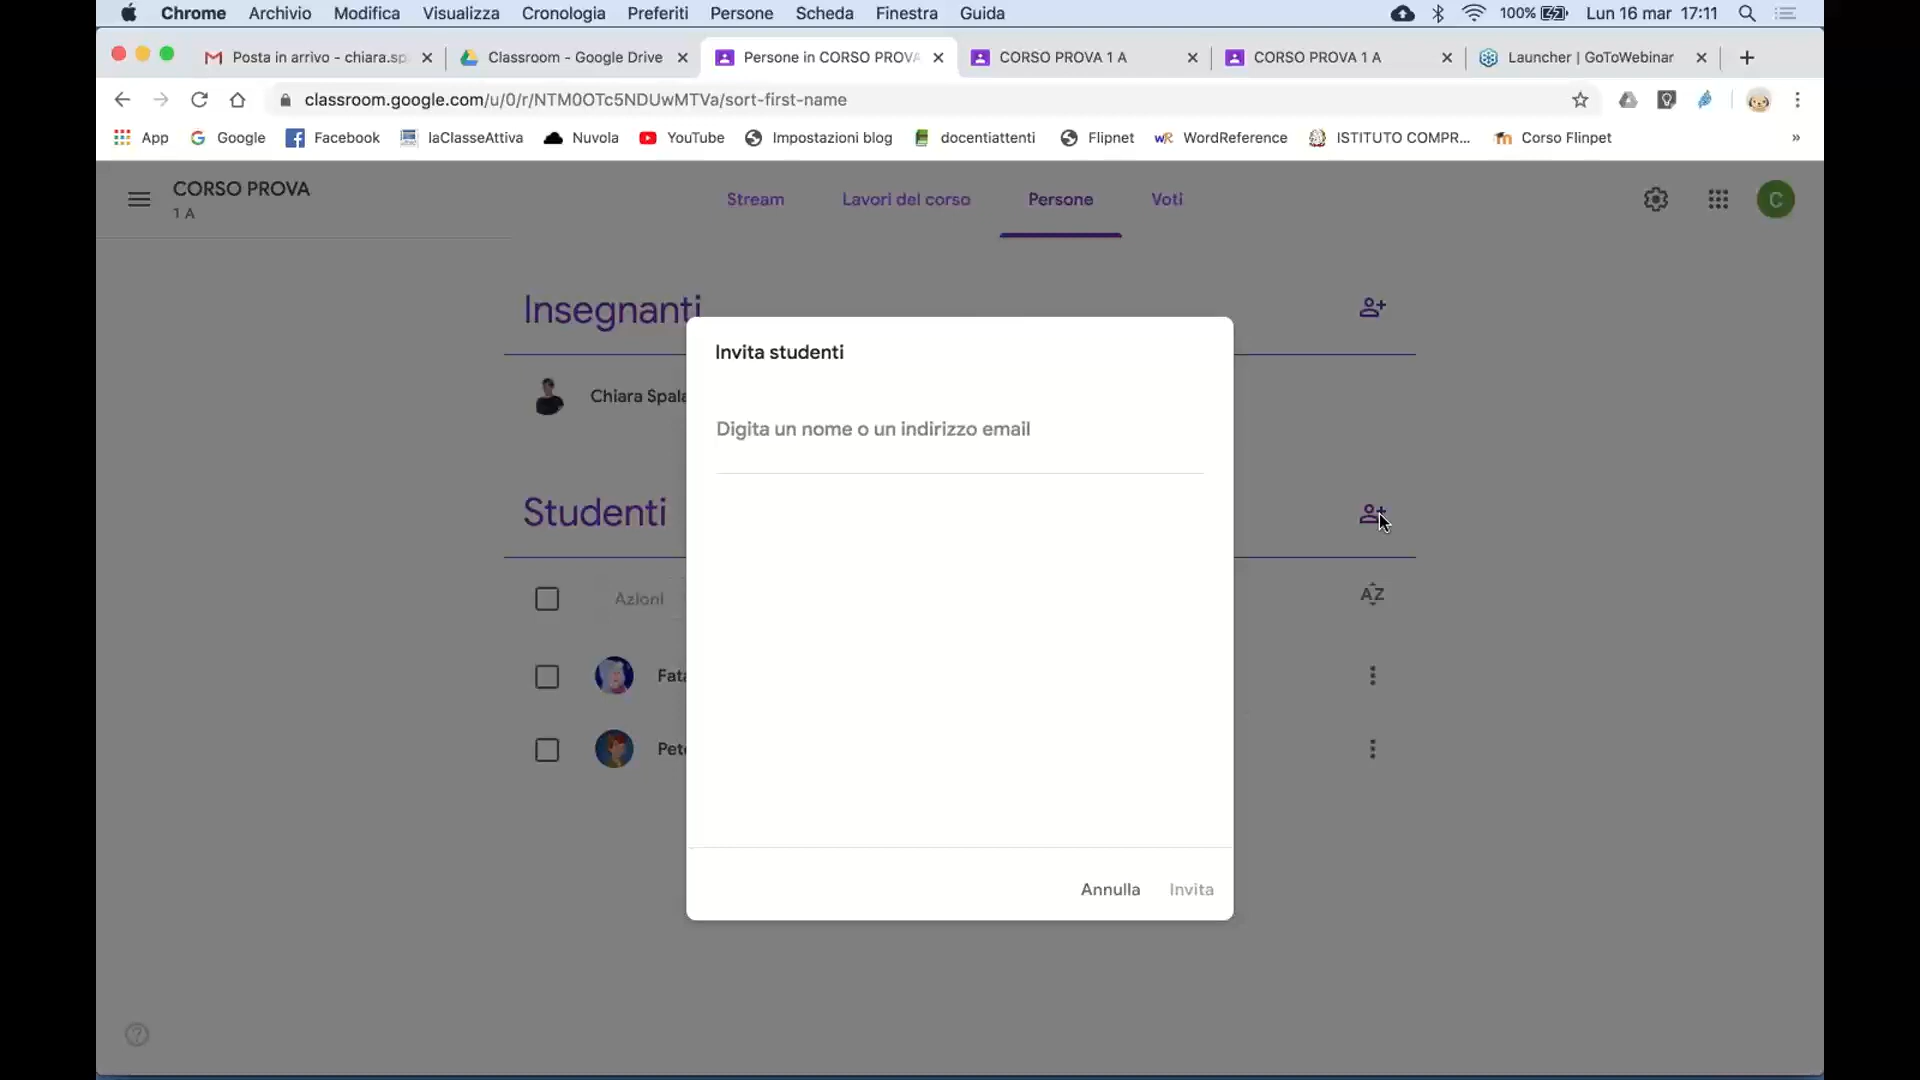 Chrome Archivio Modifica Visualizza Cronologia Preferiti Persone Scheda Finestra Guida 100% Lun 16 mar 17:11
Posta in arrivo - chiara.sp Classroom - Google Drive Persone in CORSO PROVA CORSO PROVA 1 A CORSO PROVA 1 A Launcher | GoToWebinar
classroom.google.com/u/0/r/NTM0OTc5NDUwMTVa/sort-first-name
App Google Facebook laClasseAttiva Nuvola YouTube Impostazioni blog docentiattenti Flipnet WordReference ISTITUTO COMPR... Corso Flinpet »
CORSO PROVA
1 A
Stream Lavori del corso Persone Voti
C
Insegnanti
Invita studenti
Chiara Spala
Digita un nome o un indirizzo email
Studenti
Azioni
AZ
Fata
Pete
Annulla Invita